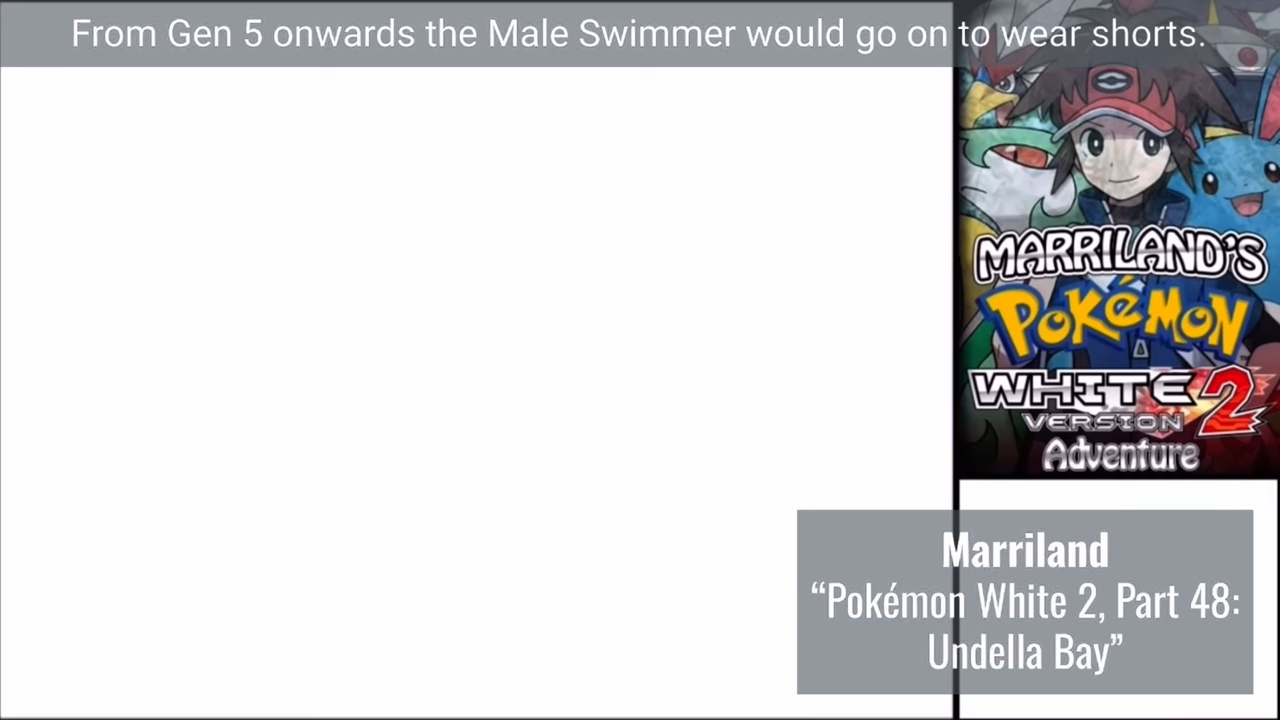 From Gen 5 onwards the Male Swimmer would go on to wear shorts.
MARRILAND'S
POKéMON
WHITE 2
VERSION
Adventure
Marriland
“Pokémon White 2, Part 48:
Undella Bay”